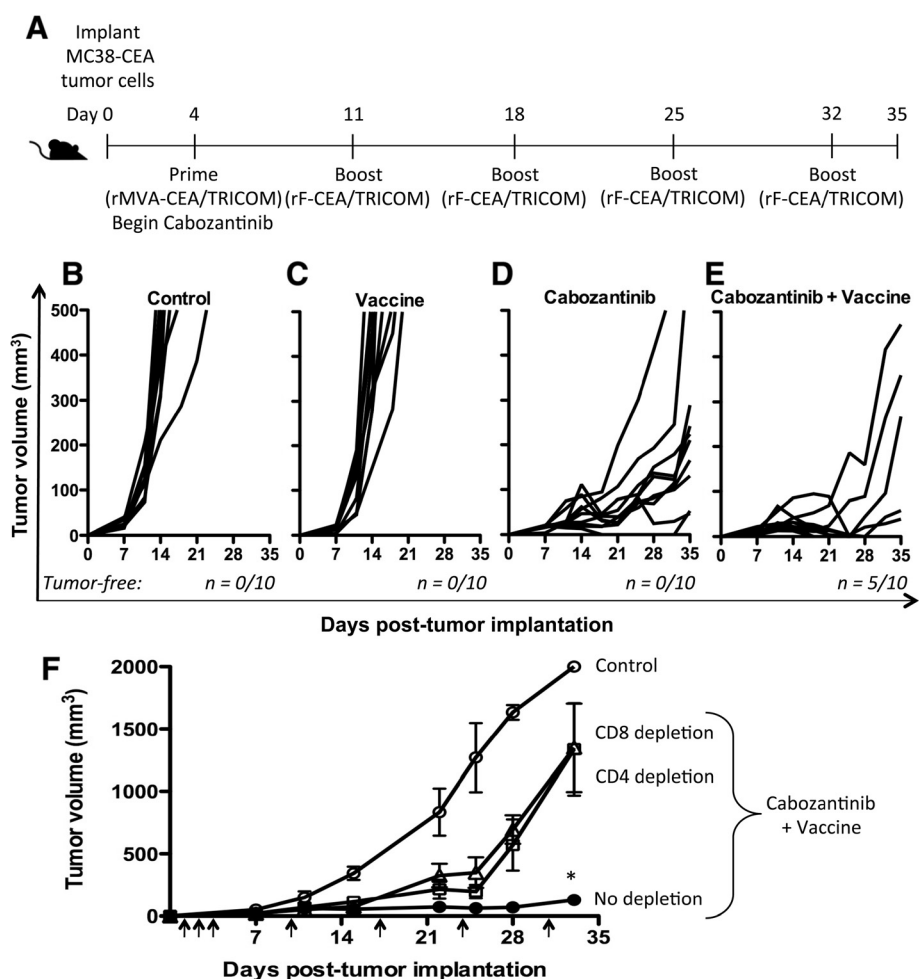 A
Implant
MC38-CEA
tumor cells
Day 0 4 11 18 25 32 35
Prime Boost Boost Boost Boost
(rMVA-CEA/TRICOM) (rF-CEA/TRICOM) (rF-CEA/TRICOM) (rF-CEA/TRICOM) (rF-CEA/TRICOM)
Begin Cabozantinib
B C D E
Control Vaccine Cabozantinib Cabozantinib + Vaccine
Tumor volume (mm3)
500
400
300
200
100
0
0 7 14 21 28 35 0 7 14 21 28 35 0 7 14 21 28 35 0 7 14 21 28 35
Tumor-free: n = 0/10 n = 0/10 n = 0/10 n = 5/10
Days post-tumor implantation
F
Tumor volume (mm3)
2000
1500
1000
500
0
7 14 21 28 35
Control
CD8 depletion
CD4 depletion
Cabozantinib
+ Vaccine
*
No depletion
Days post-tumor implantation